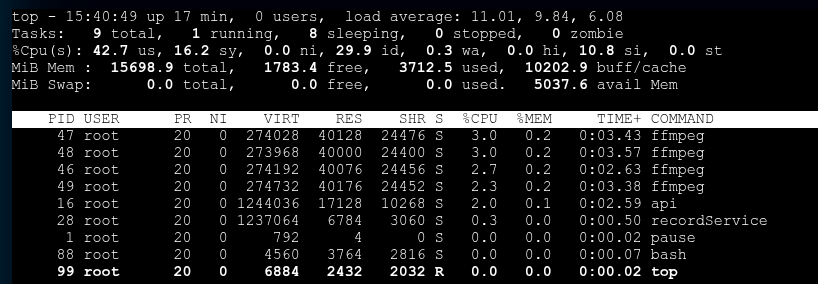 top - 15:40:49 up 17 min,  0 users,  load average: 11.01, 9.84, 6.08
Tasks:   9 total,   1 running,   8 sleeping,   0 stopped,   0 zombie
%Cpu(s): 42.7 us, 16.2 sy,  0.0 ni, 29.9 id,  0.3 wa,  0.0 hi, 10.8 si,  0.0 st
MiB Mem :  15698.9 total,   1783.4 free,   3712.5 used,  10202.9 buff/cache
MiB Swap:      0.0 total,      0.0 free,      0.0 used.   5037.6 avail Mem
PID USER      PR  NI    VIRT    RES    SHR S  %CPU  %MEM     TIME+ COMMAND
47 root      20   0  274028  40128  24476 S   3.0   0.2   0:03.43 ffmpeg
48 root      20   0  273968  40000  24400 S   3.0   0.2   0:03.57 ffmpeg
46 root      20   0  274192  40076  24456 S   2.7   0.2   0:02.63 ffmpeg
49 root      20   0  274732  40176  24452 S   2.3   0.2   0:03.38 ffmpeg
16 root      20   0 1244036  17128  10268 S   2.0   0.1   0:02.59 api
28 root      20   0 1237064   6784   3060 S   0.3   0.0   0:00.50 recordService
1 root      20   0     792      4      0 S   0.0   0.0   0:00.02 pause
88 root      20   0    4560   3764   2816 S   0.0   0.0   0:00.07 bash
99 root      20   0    6884   2432   2032 R   0.0   0.0   0:00.02 top